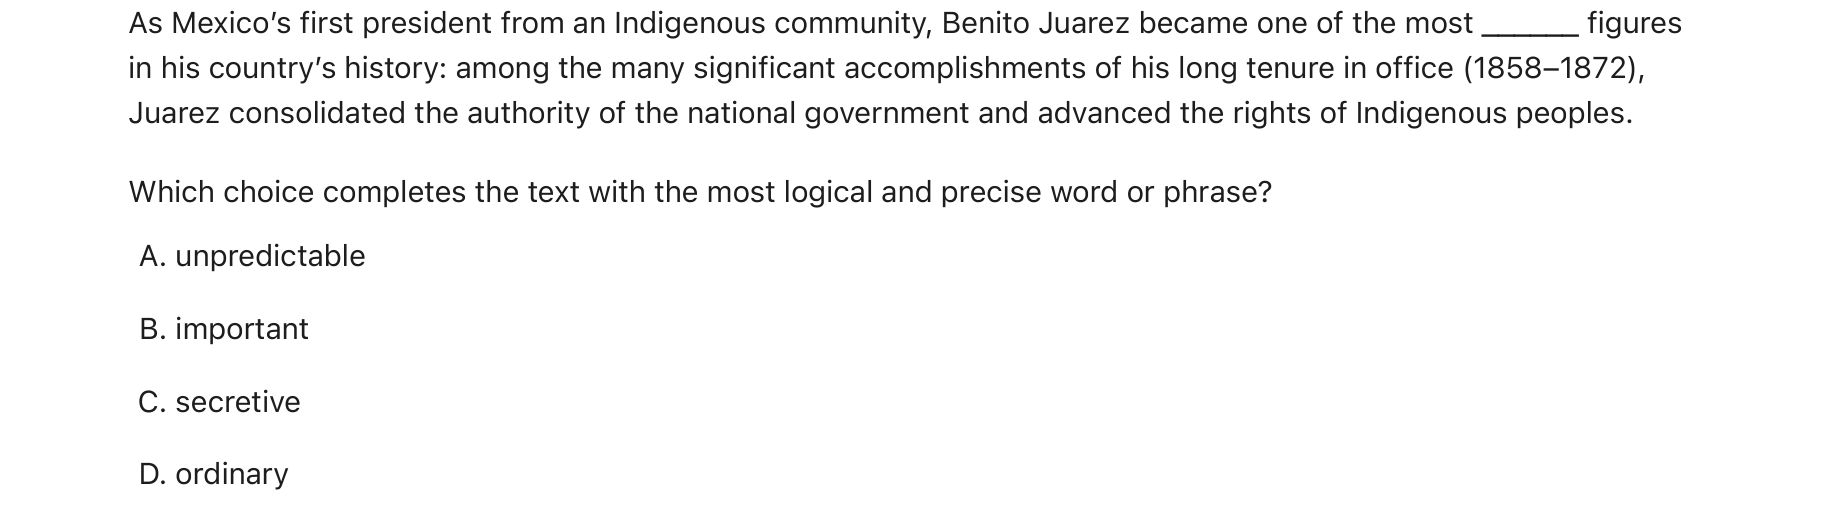 As Mexico’s first president from an Indigenous community, Benito Juarez became one of the most ______ figures
in his country’s history: among the many significant accomplishments of his long tenure in office (1858–1872),
Juarez consolidated the authority of the national government and advanced the rights of Indigenous peoples.
Which choice completes the text with the most logical and precise word or phrase?
A. unpredictable
B. important
C. secretive
D. ordinary